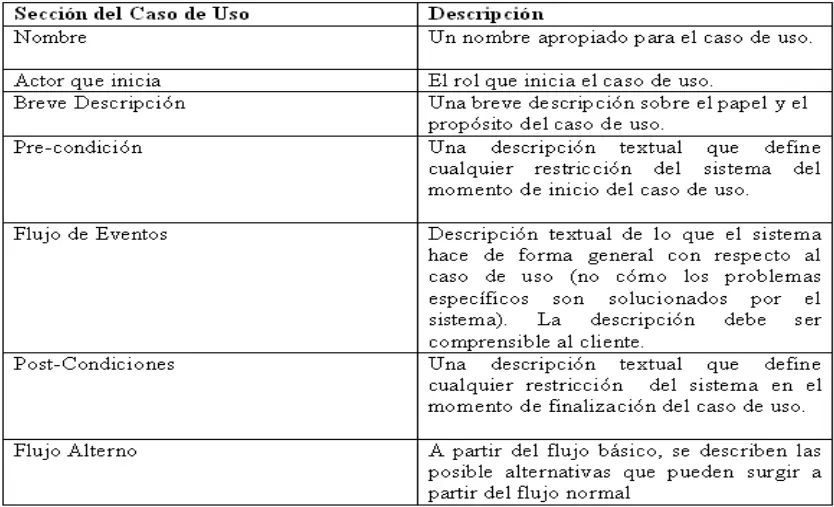 Sección del Caso de Uso Descripción
Nombre Un nombre apropiado para el caso de uso.
Actor que inicia El rol que inicia el caso de uso.
Breve Descripción Una breve descripción sobre el papel y el
propósito del caso de uso.
Pre-condición Una descripción textual que define
cualquier restricción del sistema del
momento de inicio del caso de uso.
Flujo de Eventos Descripción textual de lo que el sistema
hace de forma general con respecto al
caso de uso (no cómo los problemas
específicos son solucionados por el
sistema). La descripción debe ser
comprensible al cliente.
Post-Condiciones Una descripción textual que define
cualquier restricción del sistema en el
momento de finalización del caso de uso.
Flujo Alterno A partir del flujo básico, se describen las
posible alternativas que pueden surgir a
partir del flujo normal